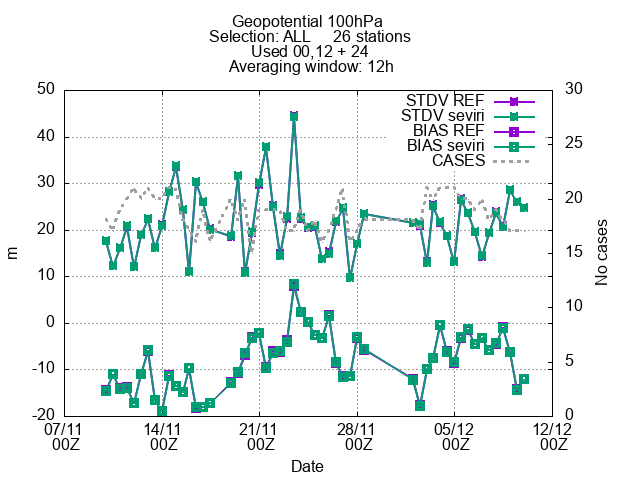 Geopotential 100hPa
Selection: ALL 26 stations
Used 00,12 + 24
Averaging window: 12h
STDV REF
STDV seviri
BIAS REF
BIAS seviri
CASES
50
40
30
20
10
0
-10
-20
m
30
25
20
15
10
5
0
No cases
07/11 14/11 21/11 28/11 05/12 12/12
00Z 00Z 00Z 00Z 00Z 00Z
Date